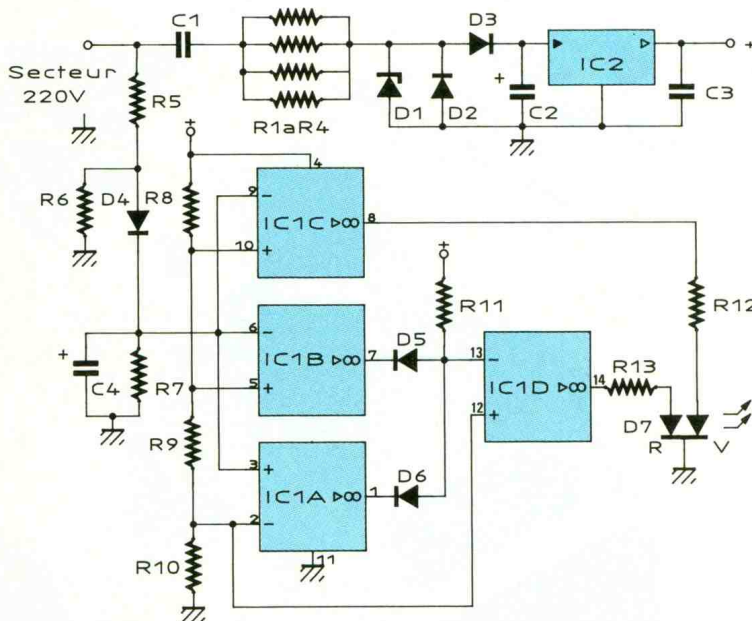 C1
D3
+
Secteur
220V
R5
R1aR4
D1
D2
+
C2
IC2
C3
+
4
R6
D4
R8
9 −
10 +
IC1C ▷∞
8
+
R11
R12
+
C4
R7
6 −
5 +
IC1B ▷∞
7
D5
13 −
12 +
IC1D ▷∞
14
R13
D7
R
V
R9
3 +
2 −
IC1A ▷∞
1
D6
11
R10